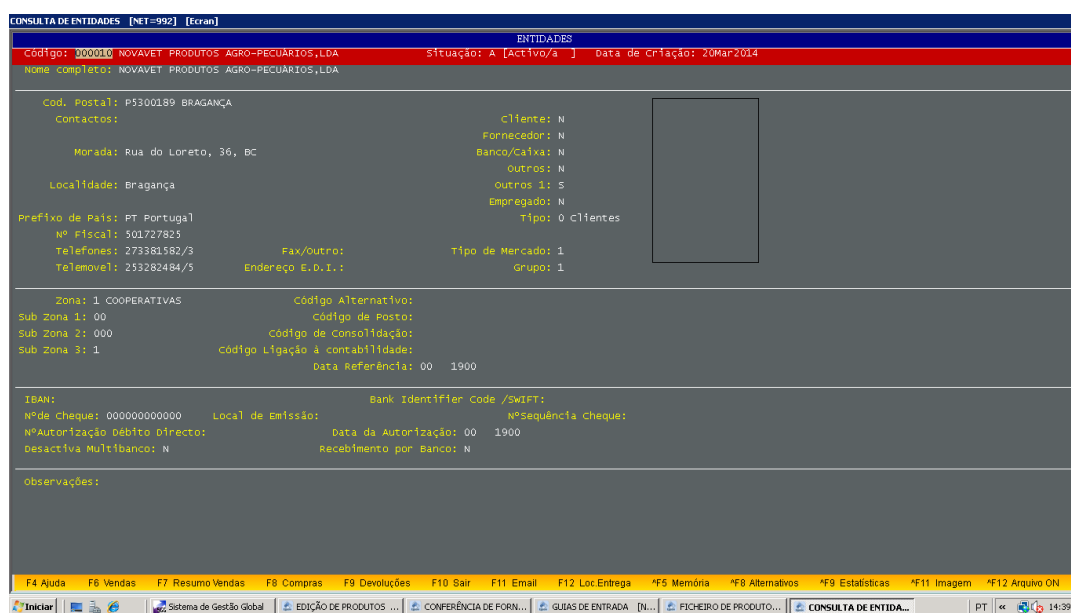 CONSULTA DE ENTIDADES [NET=992] [Ecran]
ENTIDADES
Código: 000010 NOVAVET PRODUTOS AGRO-PECUÁRIOS,LDA Situação: A [Activo/a ] Data de Criação: 20Mar2014
Nome completo: NOVAVET PRODUTOS AGRO-PECUÁRIOS,LDA
Cod. Postal: P5300189 BRAGANÇA
Contactos: Cliente: N
Fornecedor: N
Morada: Rua do Loreto, 36, BC Banco/Caixa: N
Outros: N
Localidade: Bragança Outros 1: S
Empregado: N
Prefixo de País: PT Portugal Tipo: 0 Clientes
Nº Fiscal: 501727825
Telefones: 273381582/3 Fax/Outro: Tipo de Mercado: 1
Telemovel: 253282484/5 Endereço E.D.I.: Grupo: 1
Zona: 1 COOPERATIVAS Código Alternativo:
Sub Zona 1: 00 Código de Posto:
Sub Zona 2: 000 Código de Consolidação:
Sub Zona 3: 1 Código Ligação à contabilidade:
Data Referência: 00 1900
IBAN: Bank Identifier Code /SWIFT:
Nºde Cheque: 000000000000 Local de Emissão: NºSequência Cheque:
NºAutorização Débito Directo: Data da Autorização: 00 1900
Desactiva Multibanco: N Recebimento por Banco: N
Observações:
F4 Ajuda F6 Vendas F7 Resumo Vendas F8 Compras F9 Devoluções F10 Sair F11 Email F12 Loc.Entrega ^F5 Memória ^F8 Alternativos ^F9 Estatísticas ^F11 Imagem ^F12 Arquivo ON
Iniciar Sistema de Gestão Global EDIÇÃO DE PRODUTOS ... CONFERÊNCIA DE FORN... GUIAS DE ENTRADA [N... FICHEIRO DE PRODUTO... CONSULTA DE ENTIDA... PT « 14:39